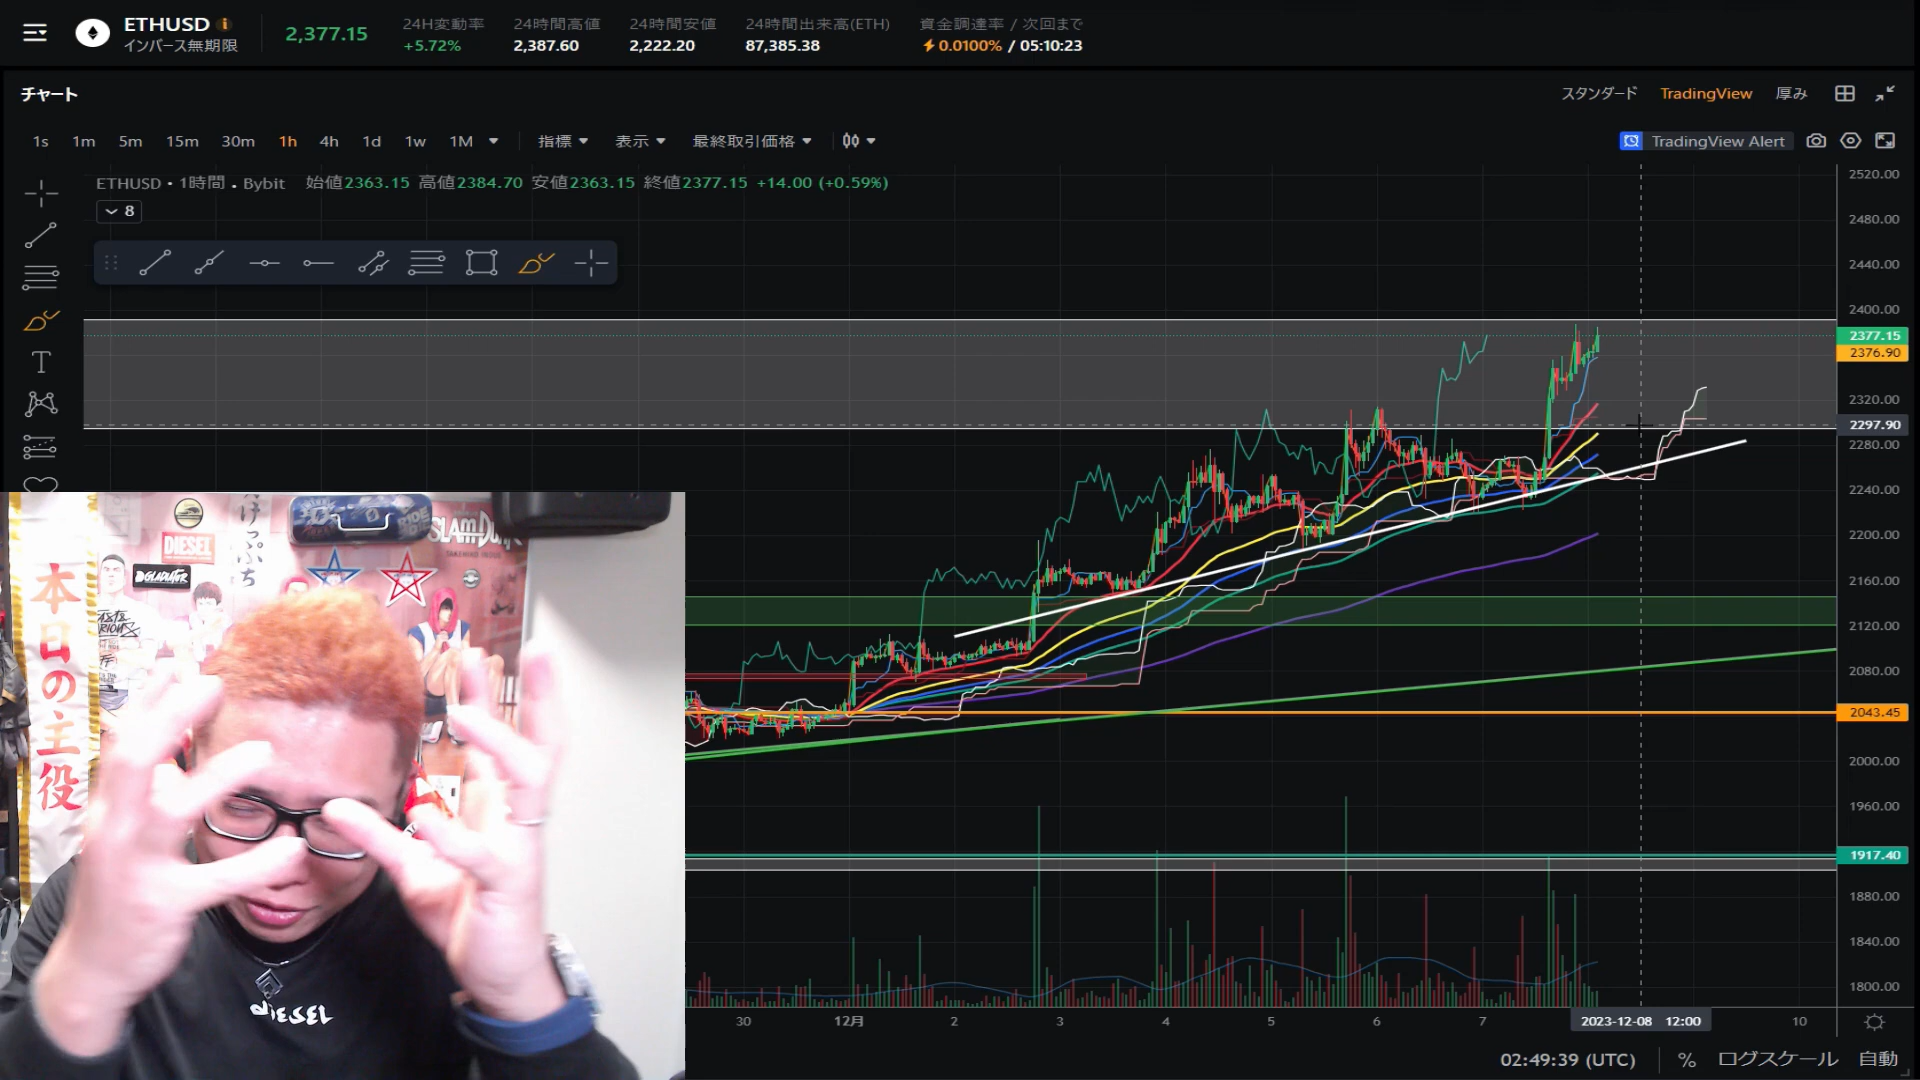 ETHUSD
インバース無期限
2,377.15
24H変動率
+5.72%
24時間高値
2,387.60
24時間安値
2,222.20
24時間出来高(ETH)
87,385.38
資金調達率 / 次回まで
0.0100% / 05:10:23
チャート
スタンダード TradingView 厚み
1s 1m 5m 15m 30m 1h 4h 1d 1w 1M 指標 表示 最終取引価格
TradingView Alert
ETHUSD • 1時間 . Bybit 始値2363.15 高値2384.70 安値2363.15 終値2377.15 +14.00 (+0.59%)
8
2520.00
2480.00
2440.00
2400.00
2377.15
2376.90
2320.00
2297.90
2280.00
2240.00
2200.00
2160.00
2120.00
2080.00
2043.45
2000.00
1960.00
1917.40
1880.00
1840.00
1800.00
30 12月 2 3 4 5 6 7 2023-12-08 12:00 10
02:49:39 (UTC) % ログスケール 自動
本日の主役
DIESEL
GLADIATOR
けっぷち
RIDE
SLAM DUNK
DIESEL